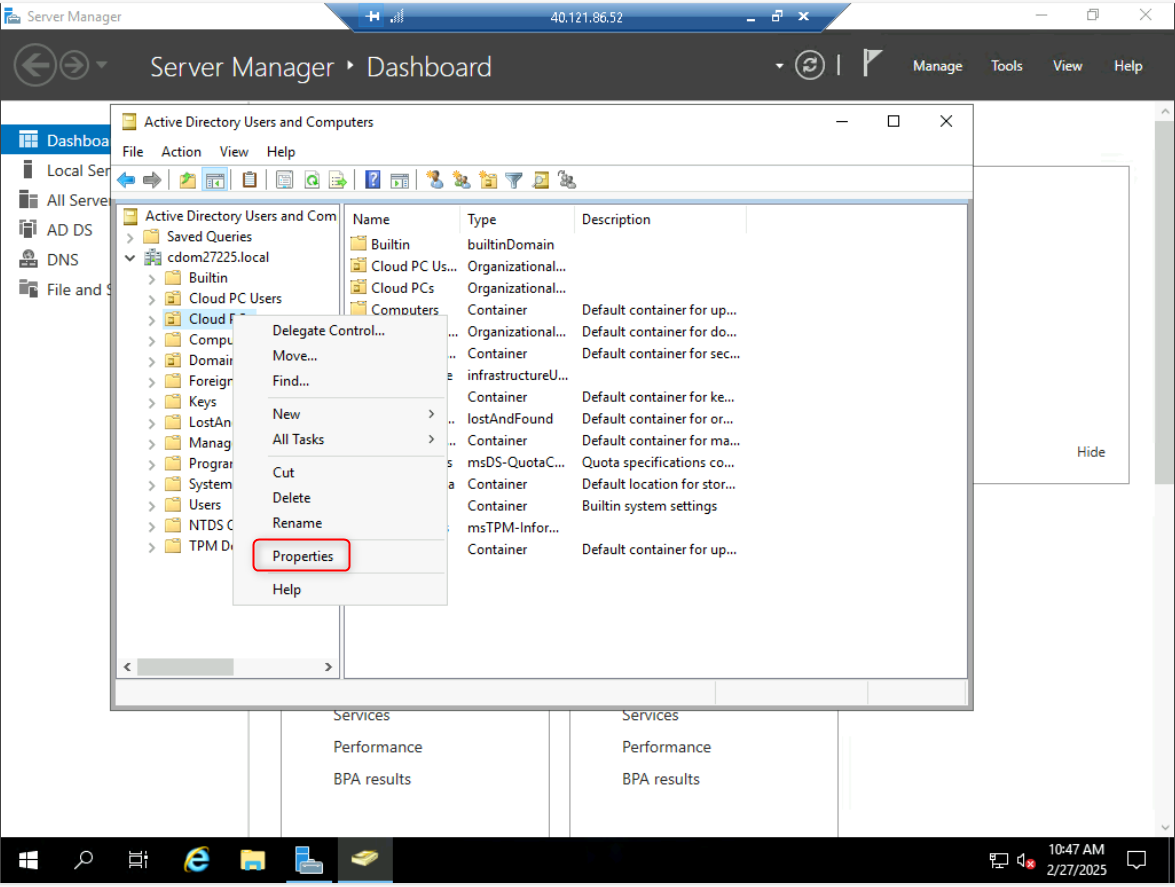 Server Manager
40.121.86.52
Server Manager ‣ Dashboard
Manage Tools View Help
Dashboa
Local Ser
All Server
AD DS
DNS
File and S
Active Directory Users and Computers
File Action View Help
Active Directory Users and Com
Saved Queries
cdom27225.local
Builtin
Cloud PC Users
Cloud PCs
Compu
Domain
Foreign
Keys
LostAn
Manag
Program
System
Users
NTDS Q
TPM De
Name Type Description
Builtin builtinDomain
Cloud PC Us... Organizational...
Cloud PCs Organizational...
Computers Container Default container for up...
... Organizational... Default container for do...
... Container Default container for sec...
e infrastructureU...
Container Default container for ke...
... lostAndFound Default container for or...
... Container Default container for ma...
s msDS-QuotaC... Quota specifications co...
a Container Default location for stor...
Container Builtin system settings
s msTPM-Infor...
Container Default container for up...
Delegate Control...
Move...
Find...
New
All Tasks
Cut
Delete
Rename
Properties
Help
Hide
Services
Performance
BPA results
Services
Performance
BPA results
10:47 AM
2/27/2025